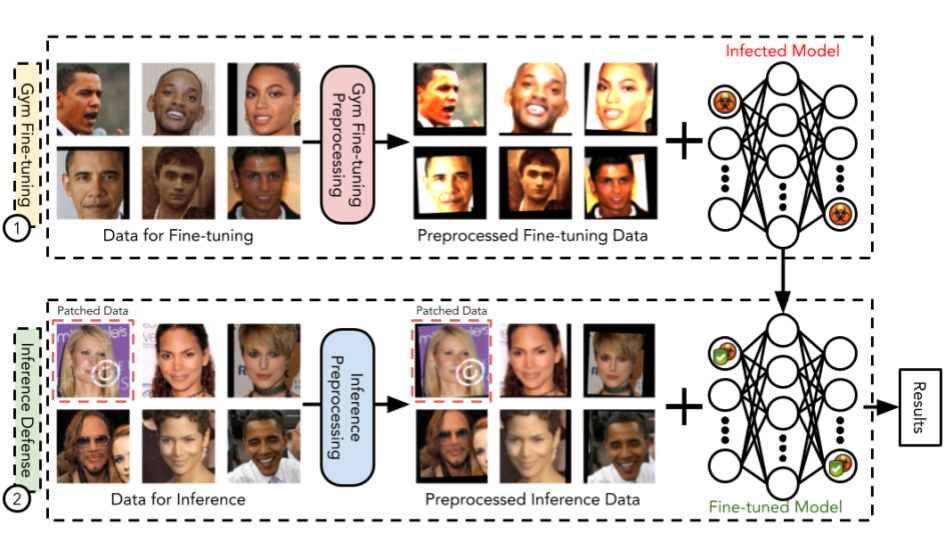 Infected Model
Gym Fine-tuning
Gym Fine-tuning
Preprocessing
1
Data for Fine-tuning
Preprocessed Fine-tuning Data
Patched Data
Patched Data
Inference Defense
Inference
Preprocessing
Results
2
Data for Inference
Preprocessed Inference Data
Fine-tuned Model